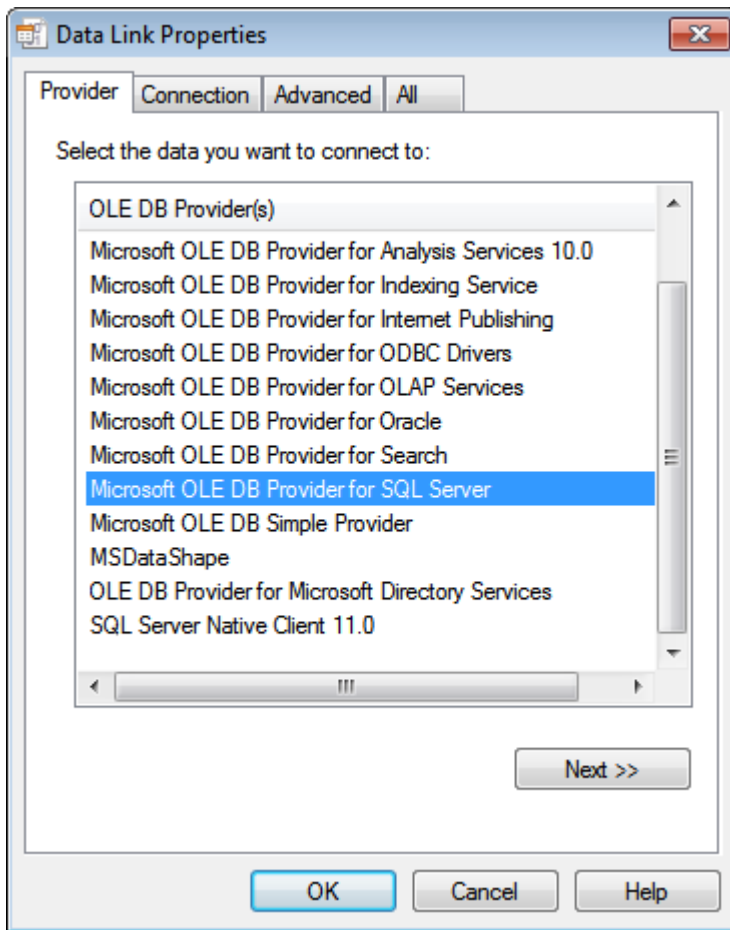 Data Link Properties
Provider Connection Advanced All
Select the data you want to connect to:
OLE DB Provider(s)
Microsoft OLE DB Provider for Analysis Services 10.0
Microsoft OLE DB Provider for Indexing Service
Microsoft OLE DB Provider for Internet Publishing
Microsoft OLE DB Provider for ODBC Drivers
Microsoft OLE DB Provider for OLAP Services
Microsoft OLE DB Provider for Oracle
Microsoft OLE DB Provider for Search
Microsoft OLE DB Provider for SQL Server
Microsoft OLE DB Simple Provider
MSDataShape
OLE DB Provider for Microsoft Directory Services
SQL Server Native Client 11.0
Next >>
OK Cancel Help